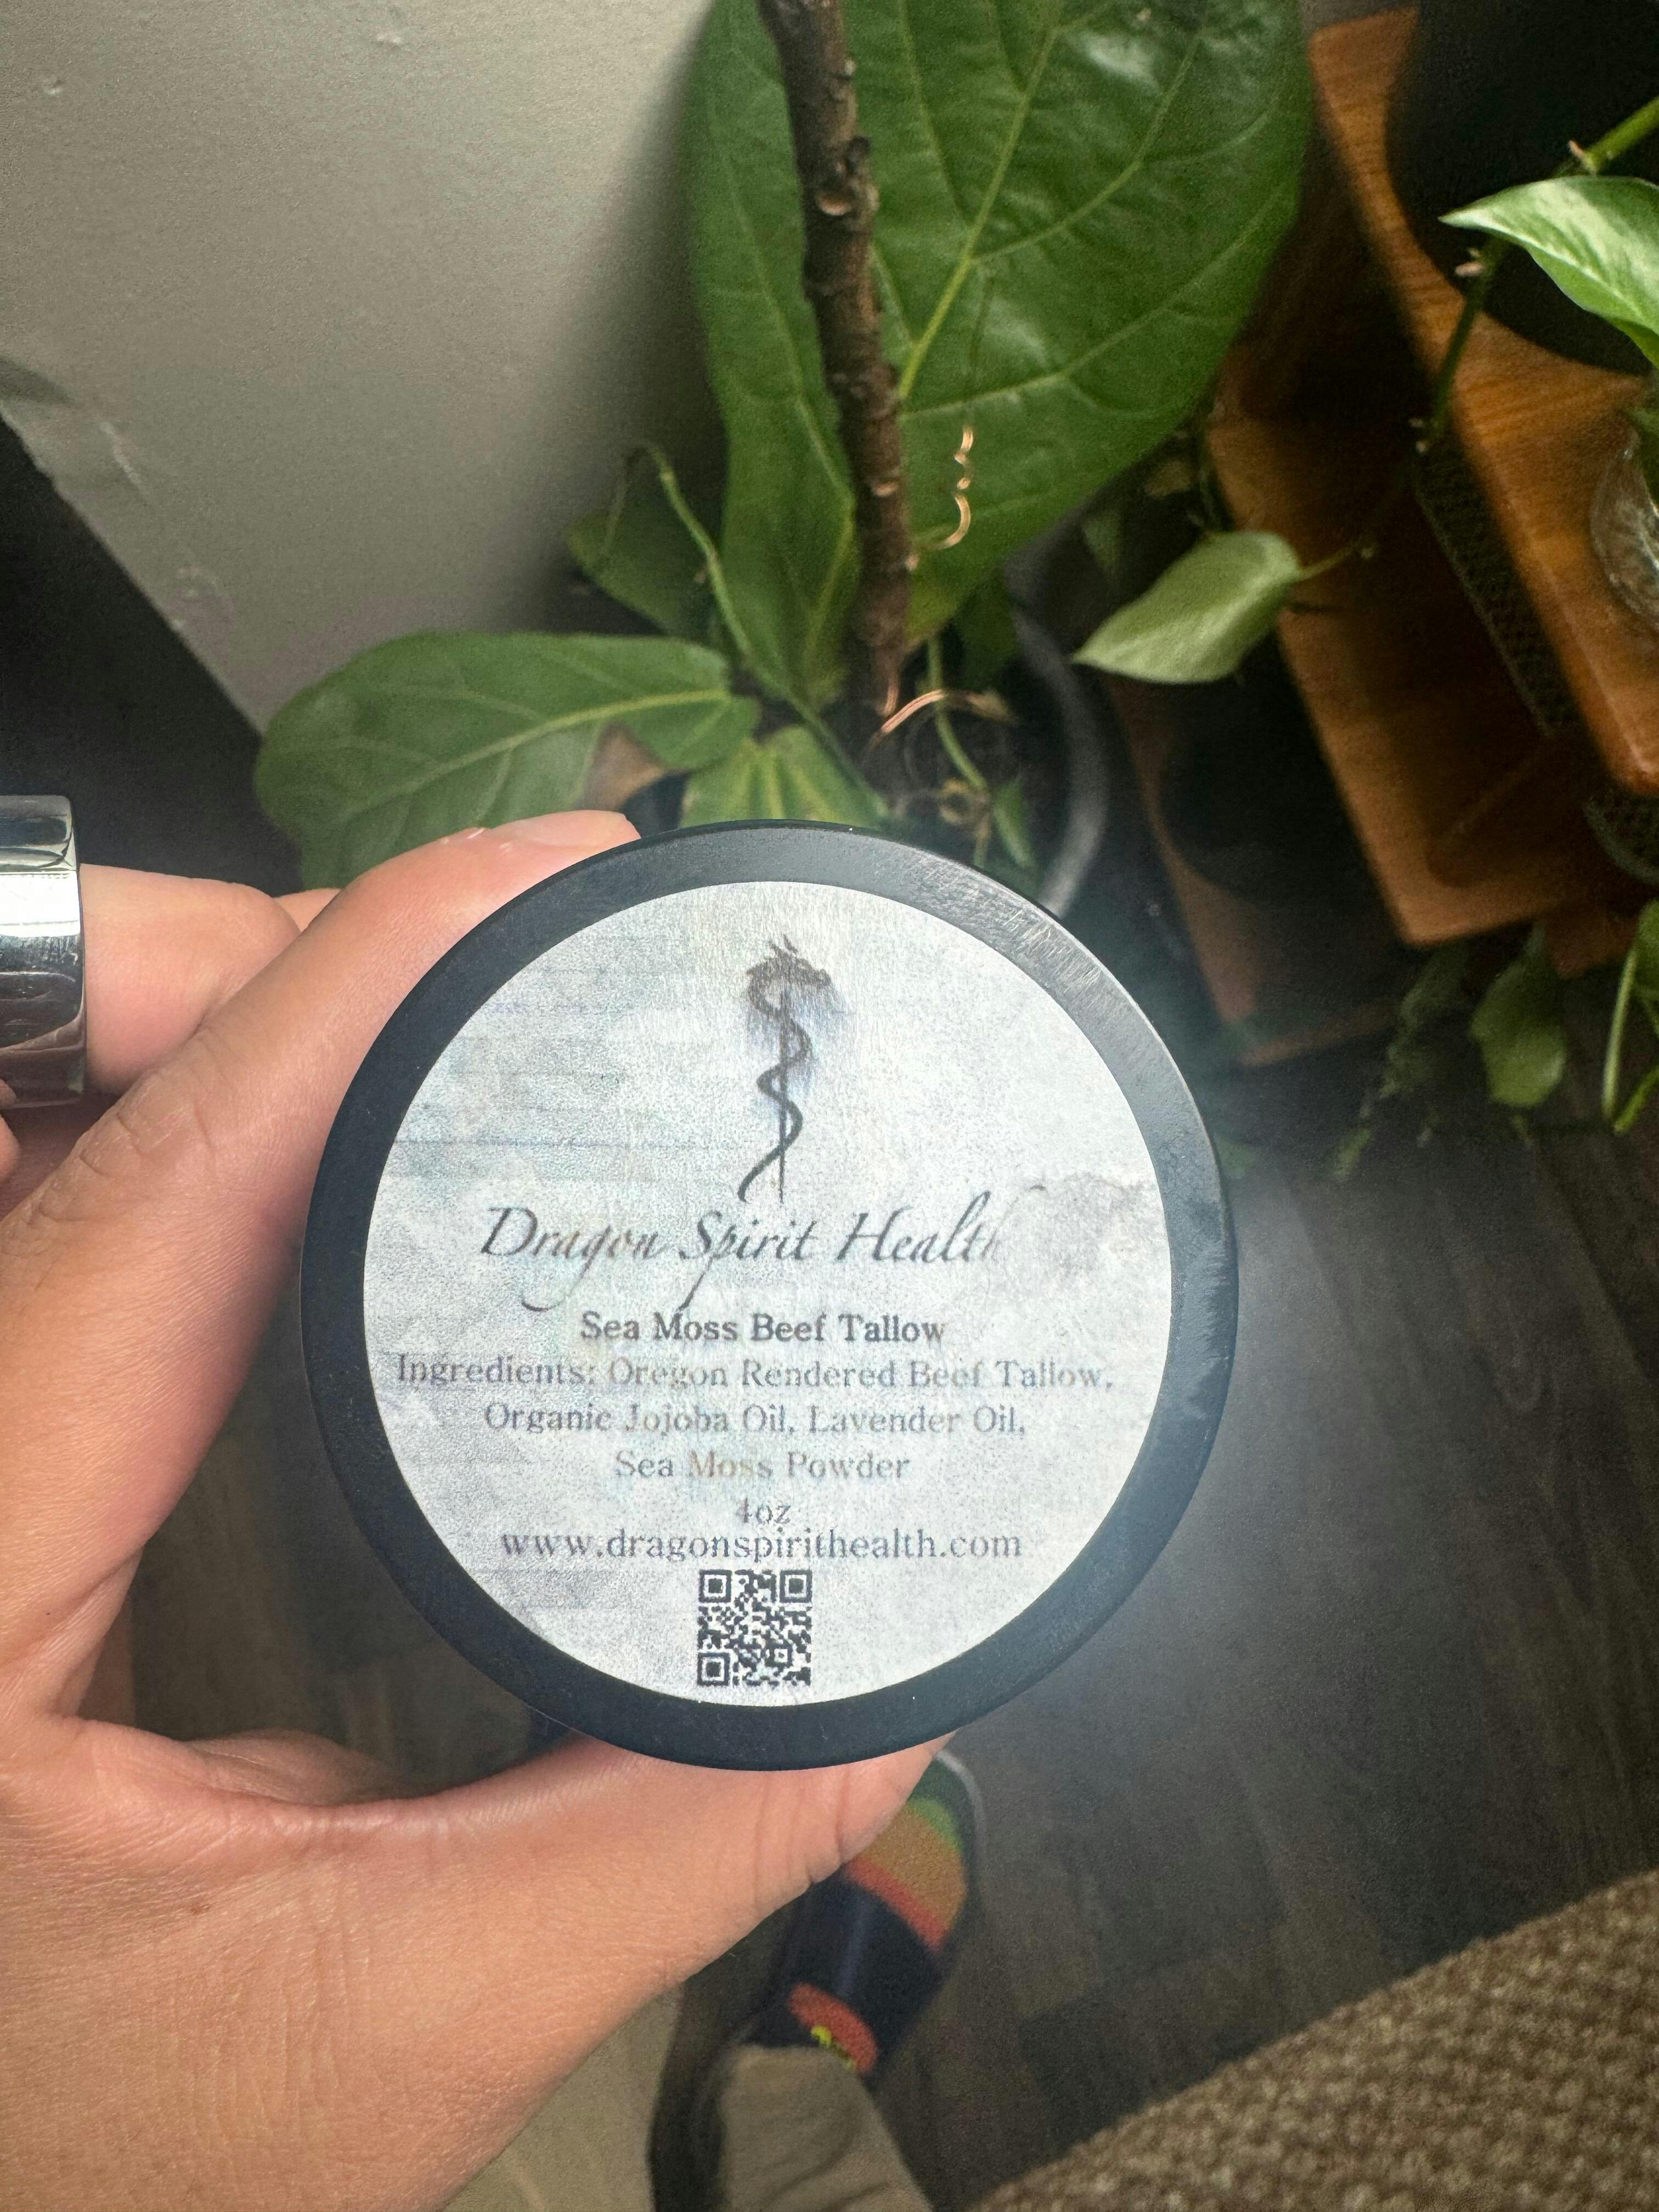 Dragon Spirit Health
Sea Moss Beef Tallow
Ingredients: Oregon Rendered Beef Tallow,
Organic Jojoba Oil, Lavender Oil,
Sea Moss Powder
4oz
www.dragonspirithealth.com